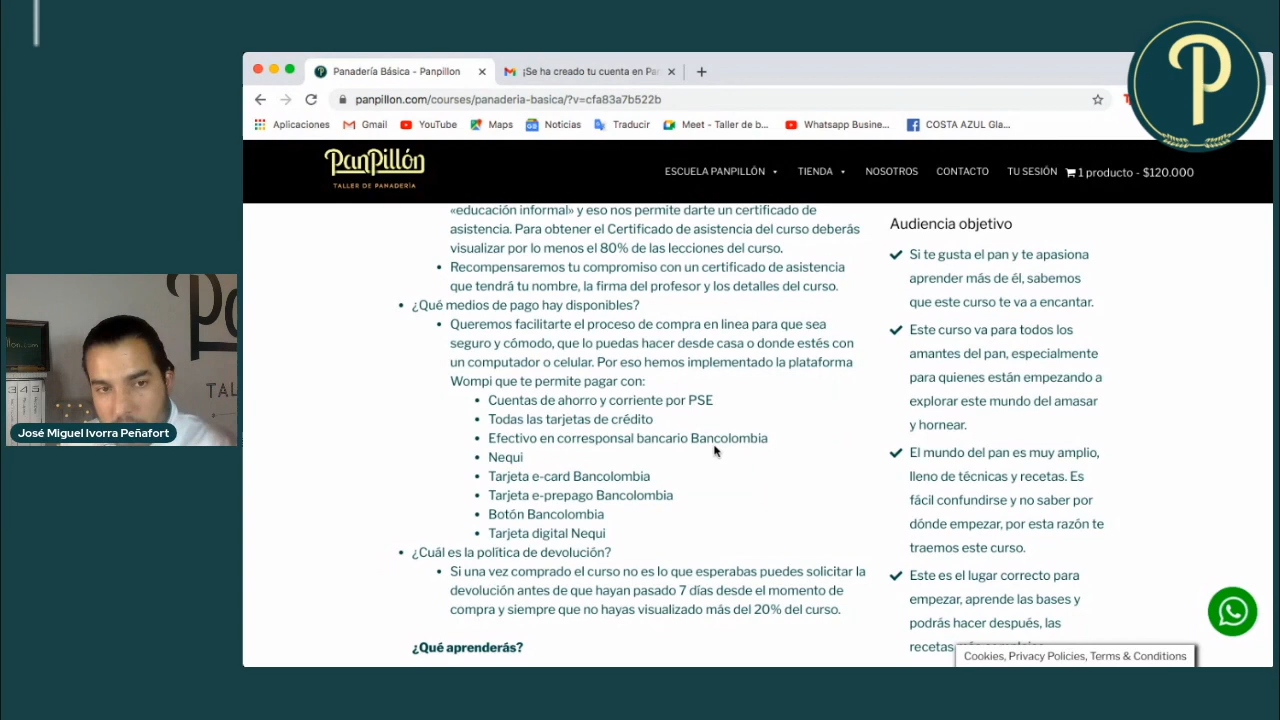 Panadería Básica - Panpillon
¡Se ha creado tu cuenta en Pan
panpillon.com/courses/panaderia-basica/?v=cfa83a7b522b
Aplicaciones
Gmail
YouTube
Maps
Noticias
Traducir
Meet - Taller de b...
Whatsapp Busine...
COSTA AZUL Gla...
P
PanPillón
TALLER DE PANADERÍA
ESCUELA PANPILLÓN
TIENDA
NOSOTROS
CONTACTO
TU SESIÓN
1 producto - $120.000
«educación informal» y eso nos permite darte un certificado de
asistencia. Para obtener el Certificado de asistencia del curso deberás
visualizar por lo menos el 80% de las lecciones del curso.
• Recompensaremos tu compromiso con un certificado de asistencia
que tendrá tu nombre, la firma del profesor y los detalles del curso.
• ¿Qué medios de pago hay disponibles?
• Queremos facilitarte el proceso de compra en linea para que sea
seguro y cómodo, que lo puedas hacer desde casa o donde estés con
un computador o celular. Por eso hemos implementado la plataforma
Wompi que te permite pagar con:
• Cuentas de ahorro y corriente por PSE
• Todas las tarjetas de crédito
• Efectivo en corresponsal bancario Bancolombia
• Nequi
• Tarjeta e-card Bancolombia
• Tarjeta e-prepago Bancolombia
• Botón Bancolombia
• Tarjeta digital Nequi
• ¿Cuál es la política de devolución?
• Si una vez comprado el curso no es lo que esperabas puedes solicitar la
devolución antes de que hayan pasado 7 días desde el momento de
compra y siempre que no hayas visualizado más del 20% del curso.
¿Qué aprenderás?
Audiencia objetivo
Si te gusta el pan y te apasiona
aprender más de él, sabemos
que este curso te va a encantar.
Este curso va para todos los
amantes del pan, especialmente
para quienes están empezando a
explorar este mundo del amasar
y hornear.
El mundo del pan es muy amplio,
lleno de técnicas y recetas. Es
fácil confundirse y no saber por
dónde empezar, por esta razón te
traemos este curso.
Este es el lugar correcto para
empezar, aprende las bases y
podrás hacer después, las
Cookies, Privacy Policies, Terms & Conditions
José Miguel Ivorra Peñafort